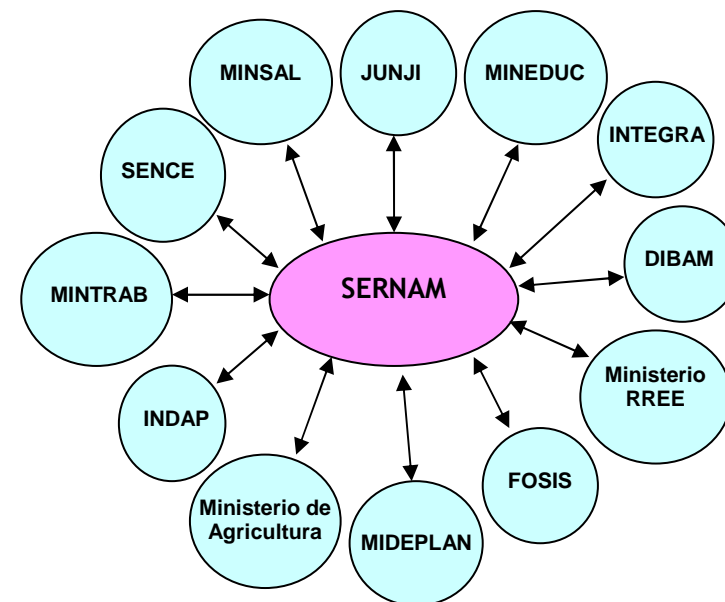 MINSAL
JUNJI
MINEDUC
INTEGRA
SENCE
DIBAM
SERNAM
MINTRAB
Ministerio
RREE
INDAP
FOSIS
Ministerio de
Agricultura
MIDEPLAN